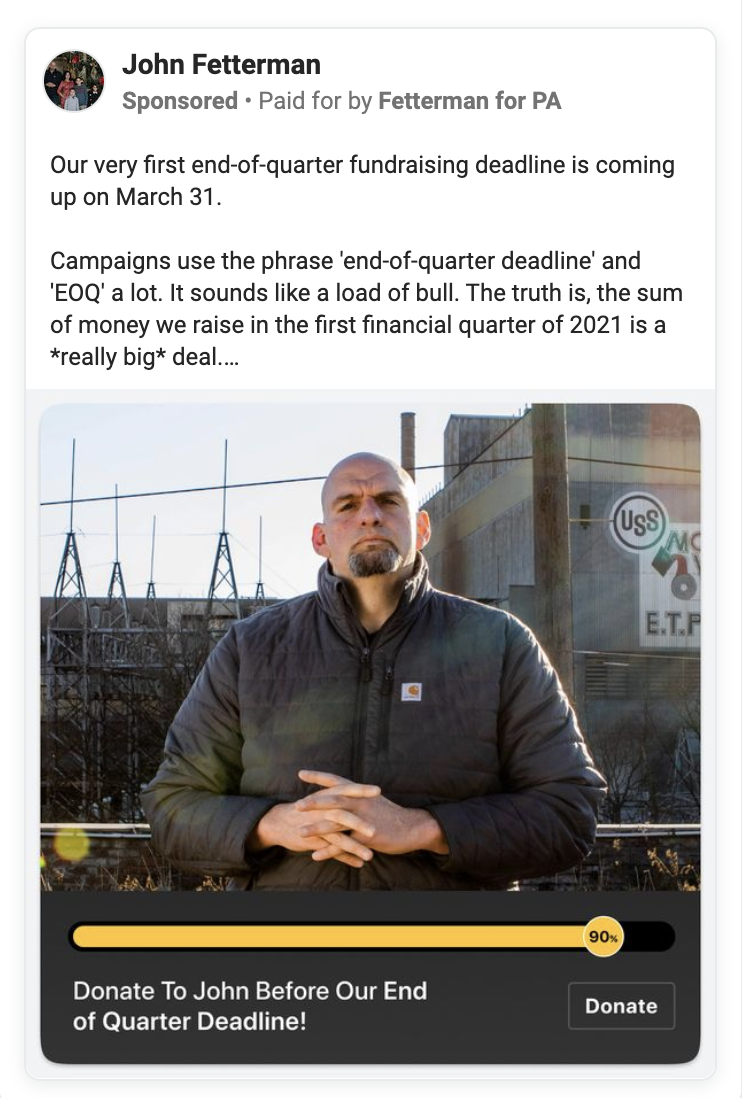 John Fetterman
Sponsored • Paid for by Fetterman for PA
Our very first end-of-quarter fundraising deadline is coming
up on March 31.
Campaigns use the phrase 'end-of-quarter deadline' and
'EOQ' a lot. It sounds like a load of bull. The truth is, the sum
of money we raise in the first financial quarter of 2021 is a
*really big* deal....
USS
E.T.
90%
Donate To John Before Our End
of Quarter Deadline!
Donate